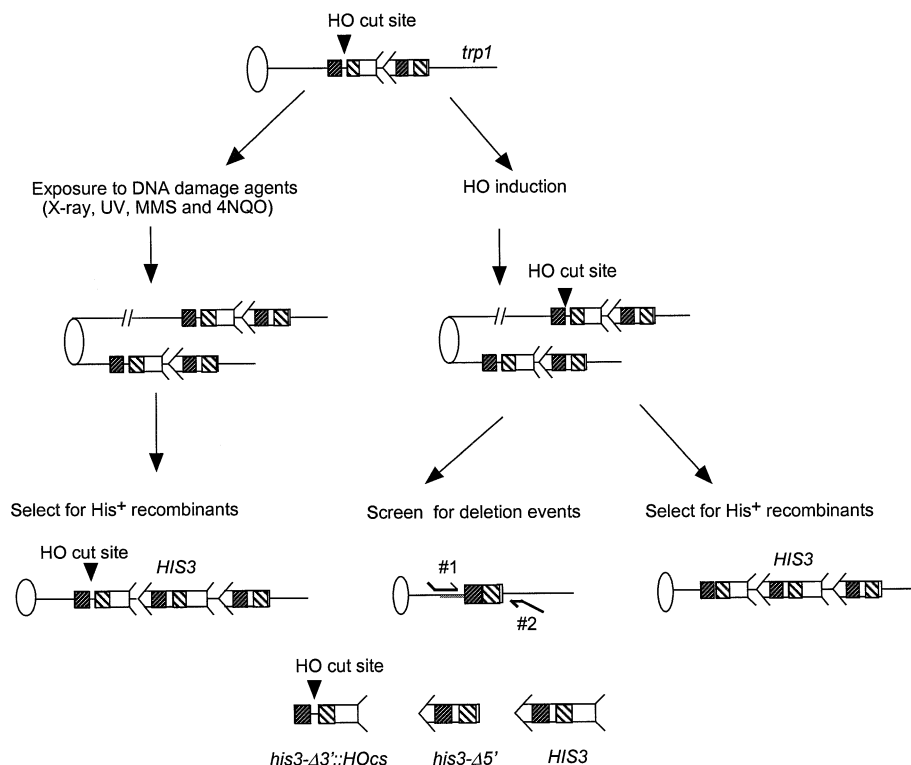 HO cut site
trp1
Exposure to DNA damage agents
(X-ray, UV, MMS and 4NQO)
HO induction
HO cut site
Select for His+ recombinants
Screen for deletion events
Select for His+ recombinants
HO cut site
HIS3
#1
#2
HIS3
HO cut site
his3-Δ3'::HOcs
his3-Δ5'
HIS3